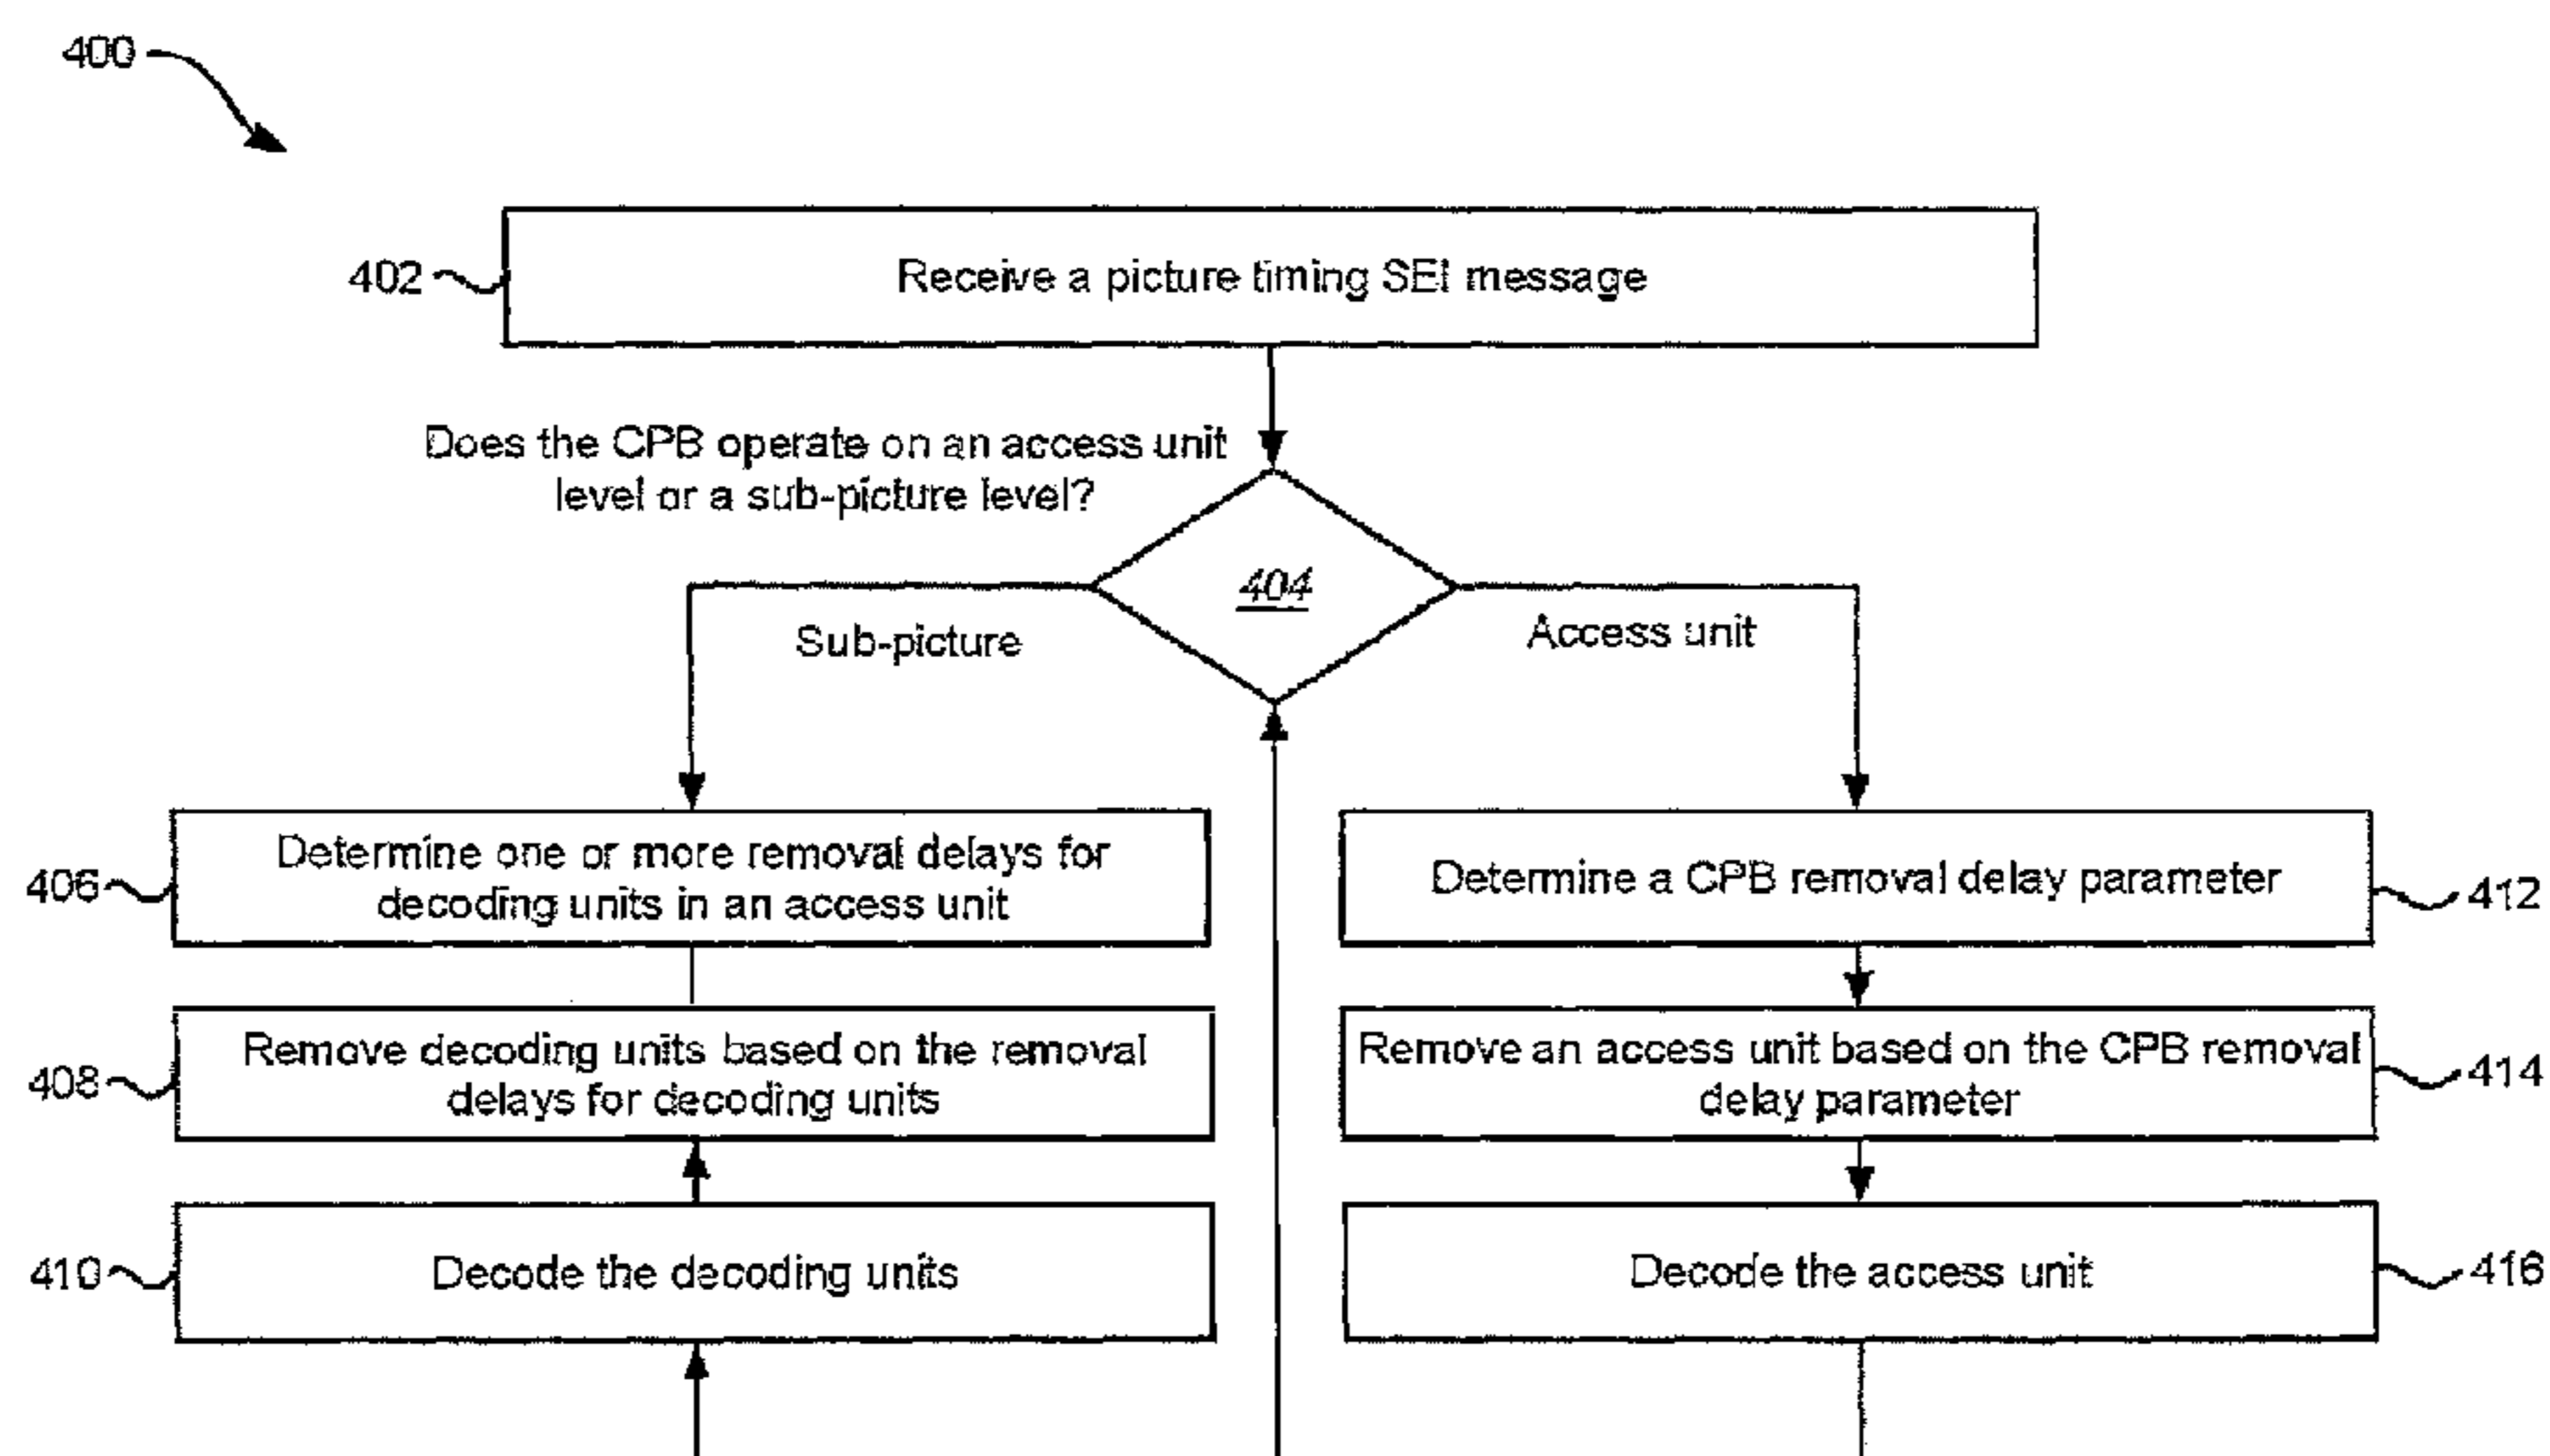 400
402
Receive a picture timing SEI message
Does the CPB operate on an access unit
level or a sub-picture level?
404
Sub-picture
Access unit
406
Determine one or more removal delays for
decoding units in an access unit
Determine a CPB removal delay parameter
412
408
Remove decoding units based on the removal
delays for decoding units
Remove an access unit based on the CPB removal
delay parameter
414
410
Decode the decoding units
Decode the access unit
416